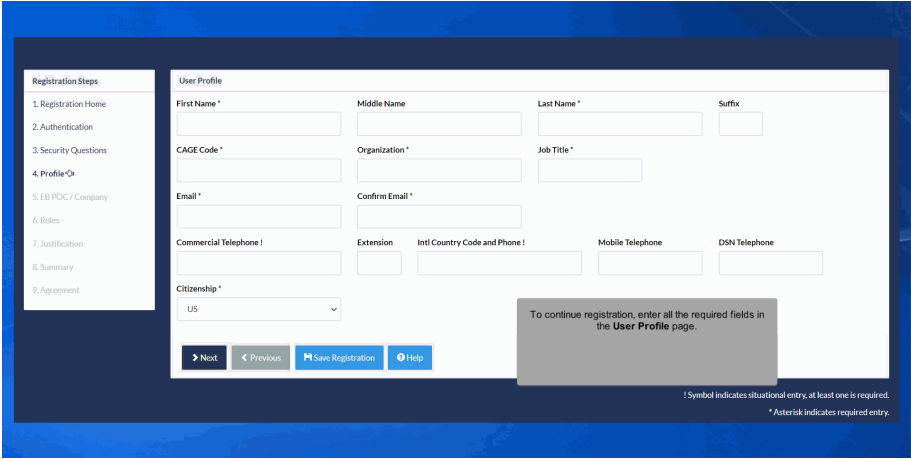 Registration Steps
1. Registration Home
2. Authentication
3. Security Questions
4. Profile
5. EB POC / Company
6. Roles
7. Justification
8. Summary
9. Agreement
User Profile
First Name * Middle Name Last Name * Suffix
CAGE Code * Organization * Job Title *
Email * Confirm Email *
Commercial Telephone ! Extension Intl Country Code and Phone ! Mobile Telephone DSN Telephone
Citizenship *
US
Next Previous Save Registration Help
To continue registration, enter all the required fields in
the User Profile page.
! Symbol indicates situational entry, at least one is required.
* Asterisk indicates required entry.